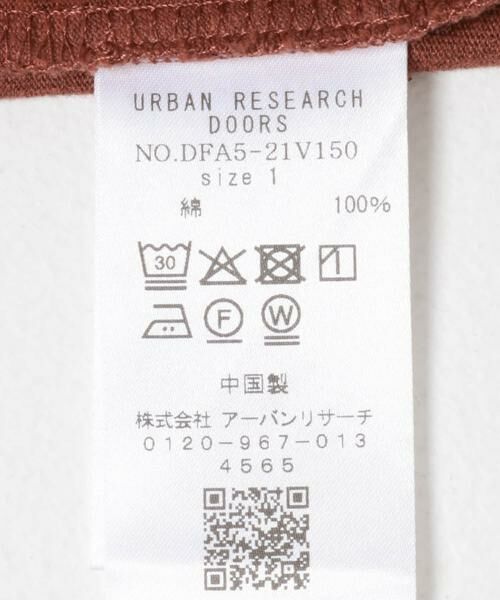 URBAN RESEARCH
DOORS
NO.DFA5-21V150
size 1
綿 100%
30
F W
中国製
株式会社 アーバンリサーチ
0120-967-013
4565